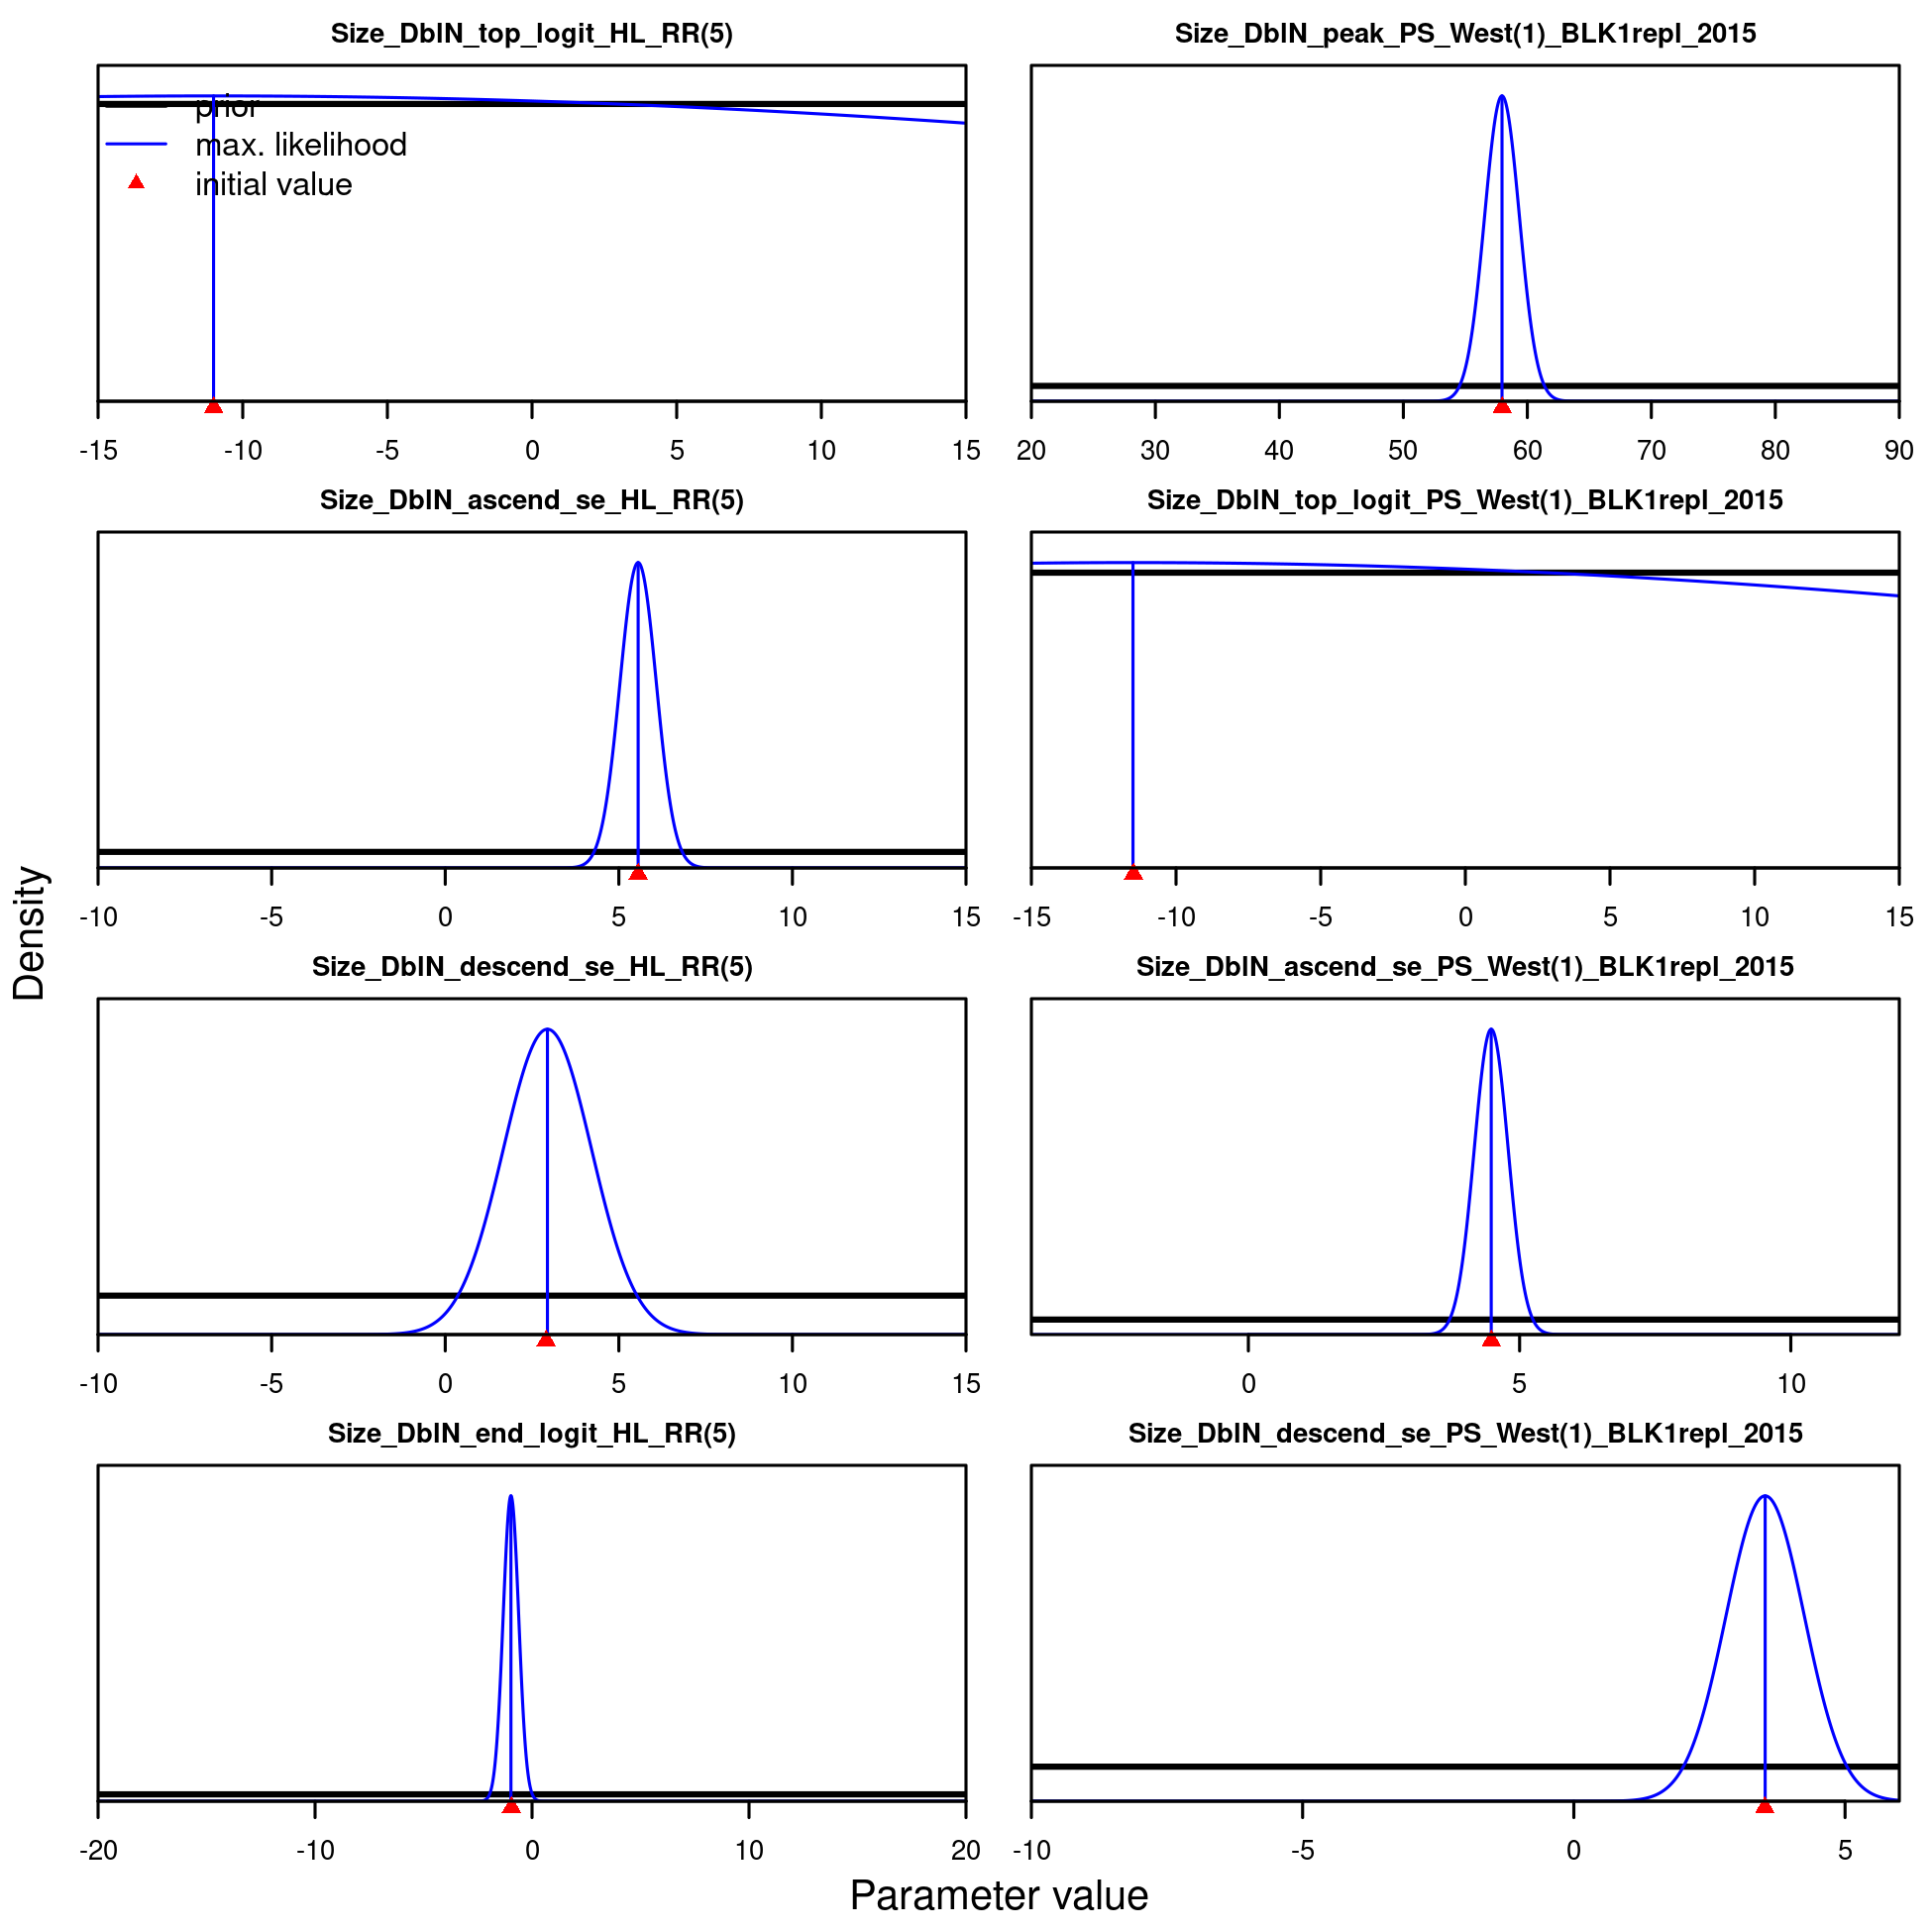 Size_DblN_top_logit_HL_RR(5)
prior
max. likelihood
initial value
-15 -10 -5 0 5 10 15
Size_DblN_peak_PS_West(1)_BLK1repl_2015
20 30 40 50 60 70 80 90
Size_DblN_ascend_se_HL_RR(5)
-10 -5 0 5 10 15
Size_DblN_top_logit_PS_West(1)_BLK1repl_2015
-15 -10 -5 0 5 10 15
Density
Size_DblN_descend_se_HL_RR(5)
-10 -5 0 5 10 15
Size_DblN_ascend_se_PS_West(1)_BLK1repl_2015
0 5 10
Size_DblN_end_logit_HL_RR(5)
-20 -10 0 10 20
Size_DblN_descend_se_PS_West(1)_BLK1repl_2015
-10 -5 0 5
Parameter value